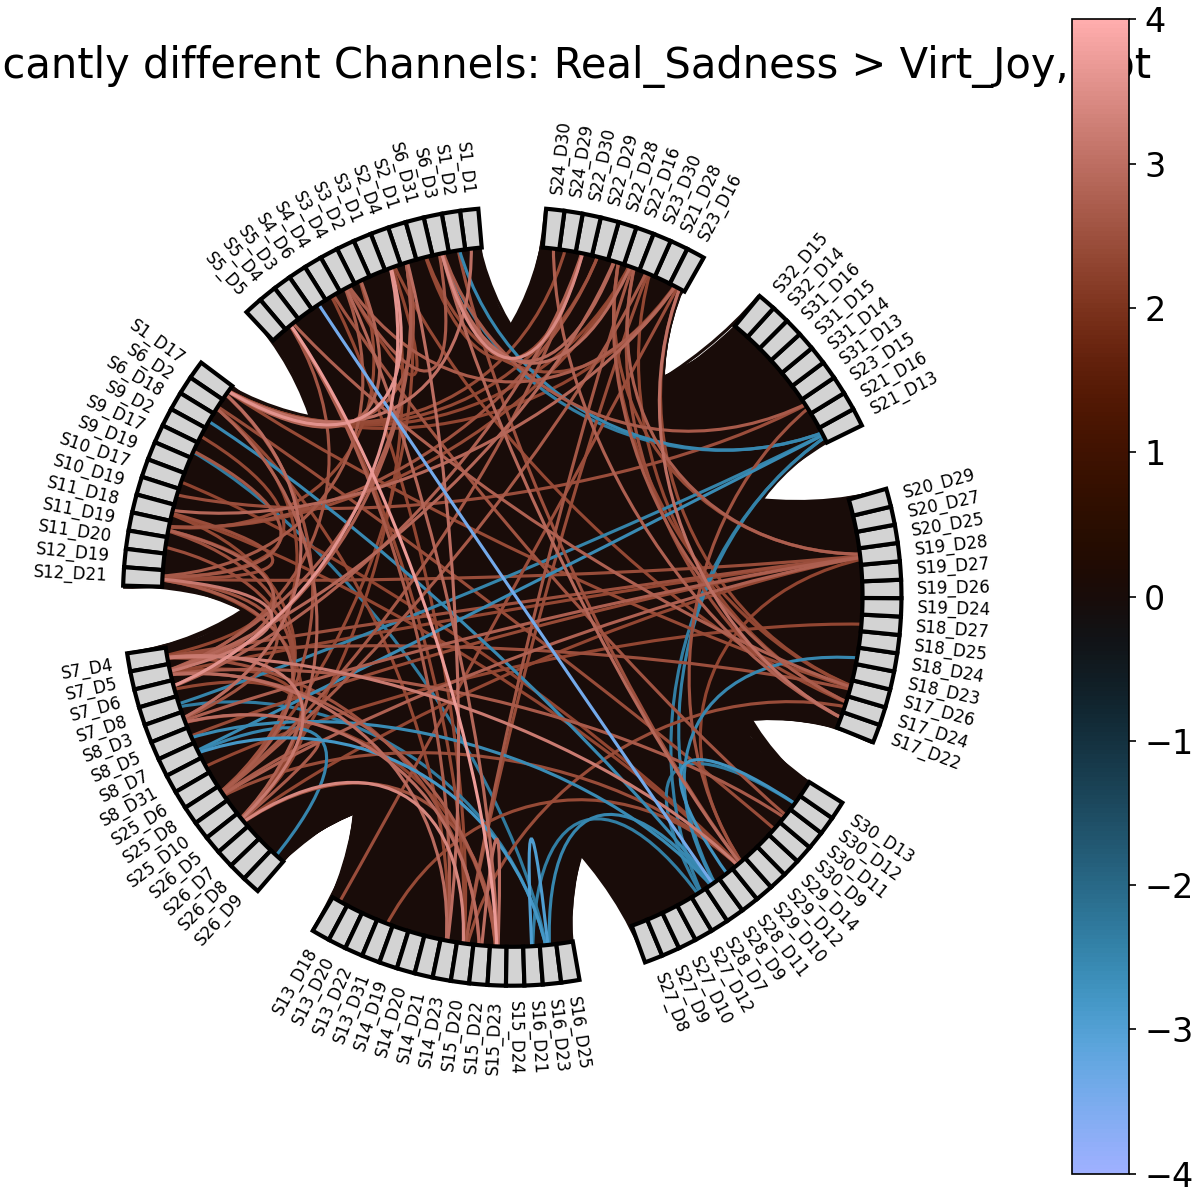 cantly different Channels: Real_Sadness > Virt_Joy,
S1_D1
S1_D2
S6_D3
S6_D31
S2_D1
S2_D4
S3_D1
S3_D2
S3_D4
S4_D4
S4_D6
S5_D3
S5_D4
S5_D5
S1_D17
S6_D2
S6_D18
S9_D2
S9_D17
S9_D19
S10_D17
S10_D19
S11_D18
S11_D19
S11_D20
S12_D19
S12_D21
S7_D4
S7_D5
S7_D6
S7_D8
S8_D3
S8_D5
S8_D7
S8_D31
S25_D6
S25_D8
S25_D10
S26_D5
S26_D7
S26_D8
S26_D9
S13_D18
S13_D20
S13_D22
S13_D31
S14_D19
S14_D20
S14_D21
S14_D23
S15_D20
S15_D22
S15_D23
S15_D24
S16_D21
S16_D23
S16_D25
S27_D8
S27_D9
S27_D10
S27_D12
S28_D7
S28_D9
S28_D11
S29_D10
S29_D12
S29_D14
S30_D9
S30_D11
S30_D12
S30_D13
S17_D22
S17_D24
S17_D26
S18_D23
S18_D24
S18_D25
S18_D27
S19_D24
S19_D26
S19_D27
S19_D28
S20_D25
S20_D27
S20_D29
S21_D13
S21_D16
S23_D15
S31_D13
S31_D14
S31_D15
S31_D16
S32_D14
S32_D15
S23_D16
S21_D28
S23_D30
S22_D16
S22_D28
S22_D29
S22_D30
S24_D29
S24_D30
4
3
2
1
0
−1
−2
−3
−4